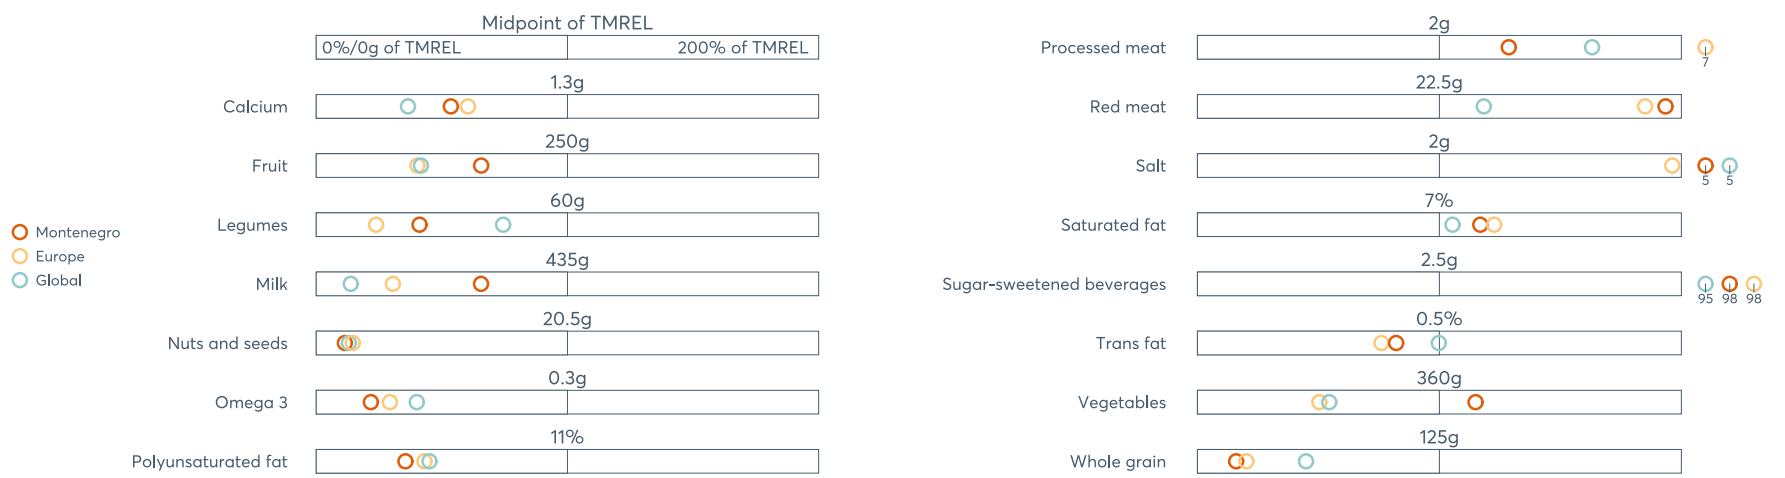 Midpoint of TMREL
0%/0g of TMREL 200% of TMREL
Calcium 1.3g
Fruit 250g
Legumes 60g
Milk 435g
Nuts and seeds 20.5g
Omega 3 0.3g
Polyunsaturated fat 11%
Montenegro
Europe
Global
Processed meat 2g
7
Red meat 22.5g
Salt 2g
5 5
Saturated fat 7%
Sugar-sweetened beverages 2.5g
95 98 98
Trans fat 0.5%
Vegetables 360g
Whole grain 125g